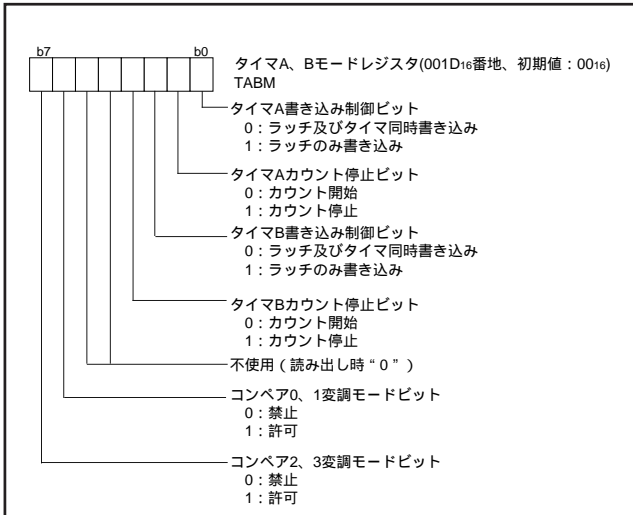 b7 b0
タイマA、Bモードレジスタ(001D16番地、初期値：0016)
TABM
タイマA書き込み制御ビット
0：ラッチ及びタイマ同時書き込み
1：ラッチのみ書き込み
タイマAカウント停止ビット
0：カウント開始
1：カウント停止
タイマB書き込み制御ビット
0：ラッチ及びタイマ同時書き込み
1：ラッチのみ書き込み
タイマBカウント停止ビット
0：カウント開始
1：カウント停止
不使用（読み出し時“0”）
コンペア0、1変調モードビット
0：禁止
1：許可
コンペア2、3変調モードビット
0：禁止
1：許可